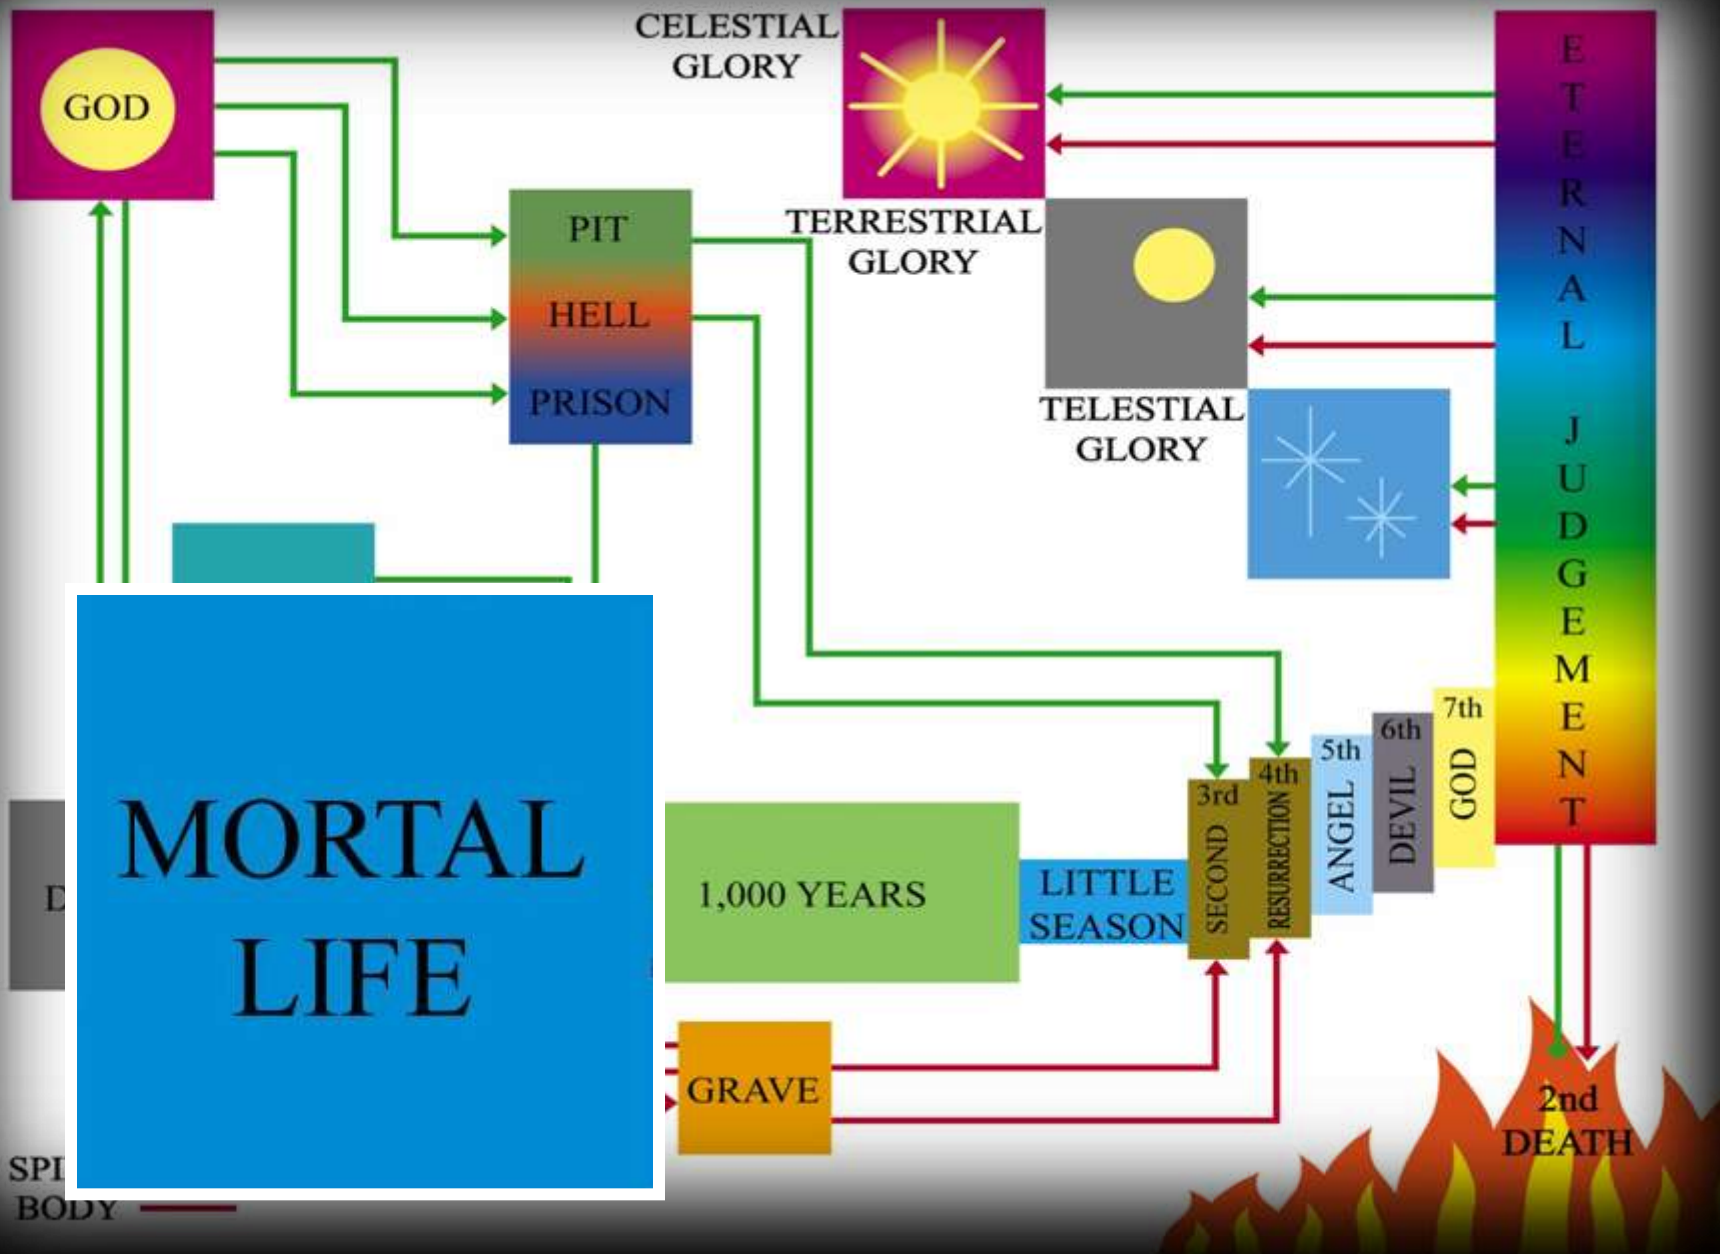 GOD
CELESTIAL
GLORY
PIT
HELL
PRISON
TERRESTRIAL
GLORY
TELESTIAL
GLORY
ETERNAL JUDGEMENT
MORTAL
LIFE
1,000 YEARS
LITTLE
SEASON
3rd
SECOND
4th
RESURRECTION
5th
ANGEL
6th
DEVIL
7th
GOD
GRAVE
2nd
DEATH
BODY